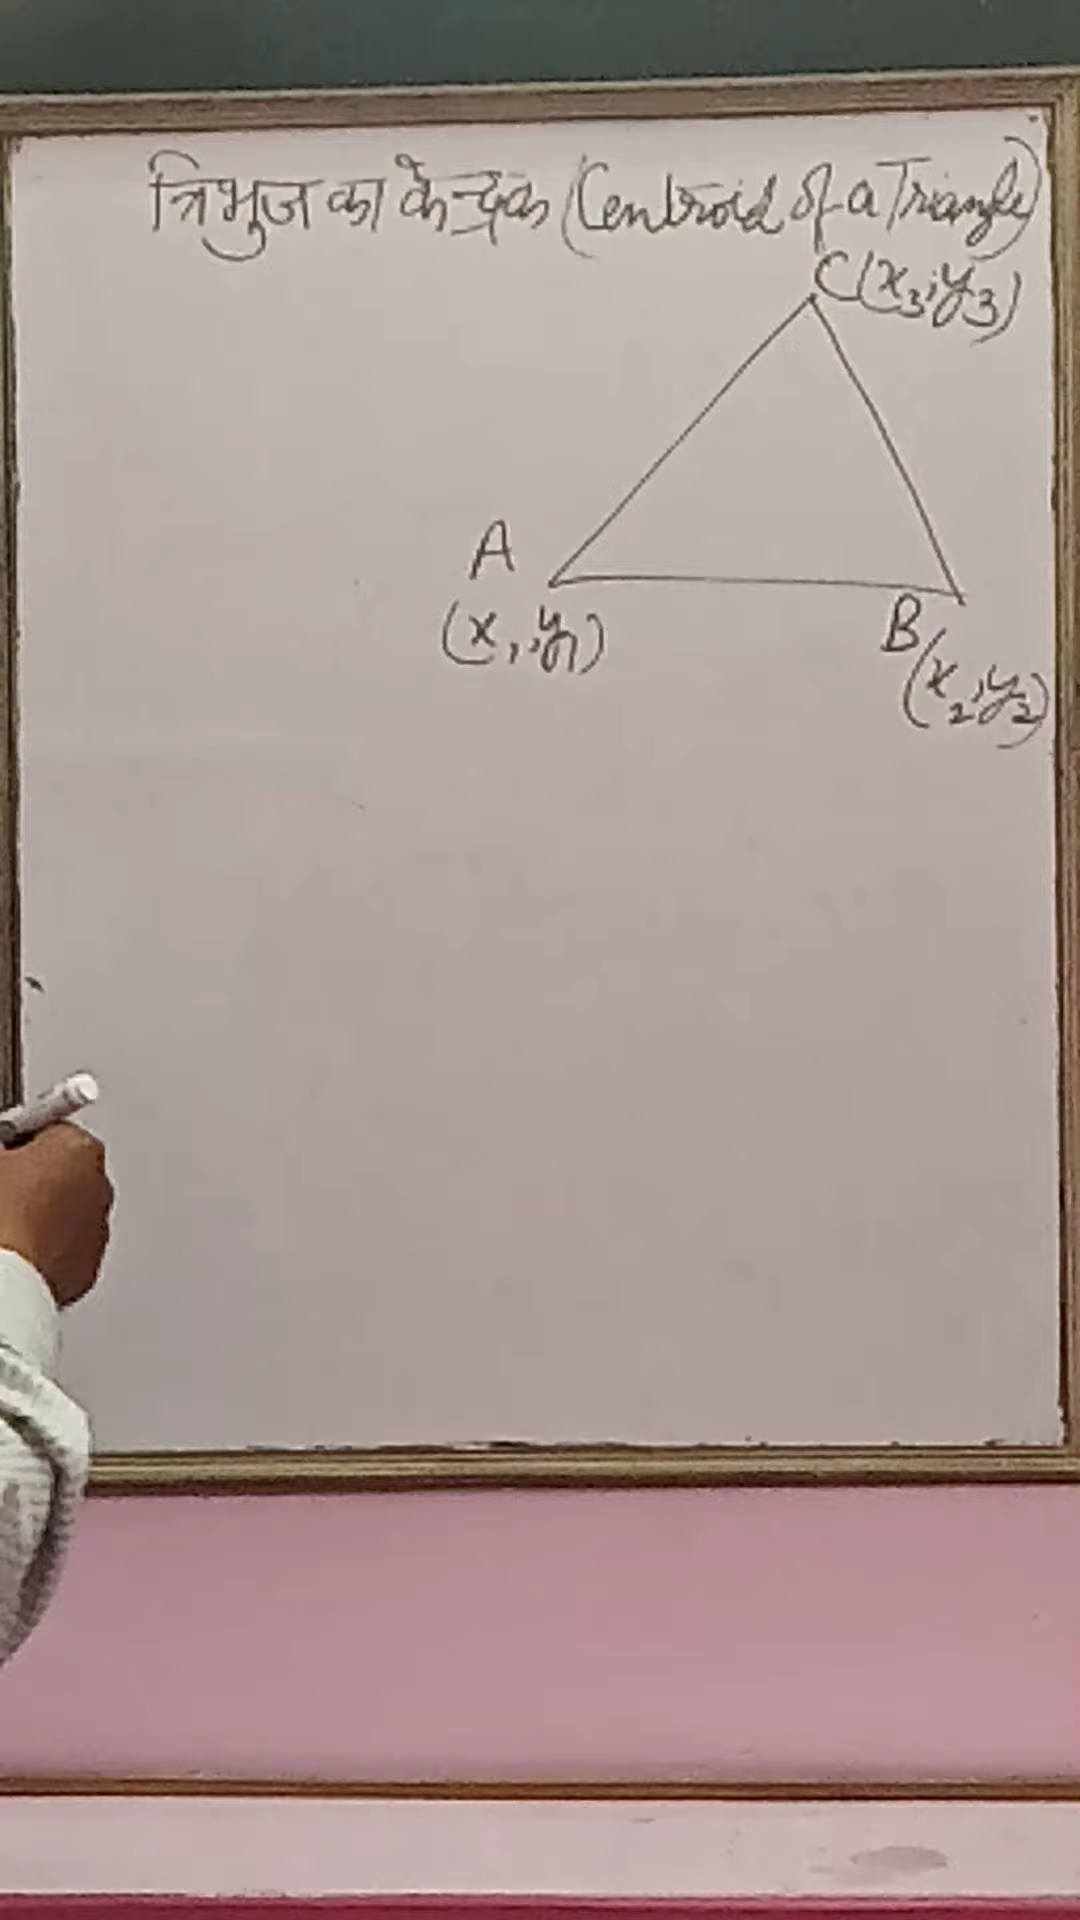 त्रिभुज का केन्द्रक (Centroid of a Triangle)
C(x₃,y₃)
A
(x₁,y₁)
B
(x₂,y₂)